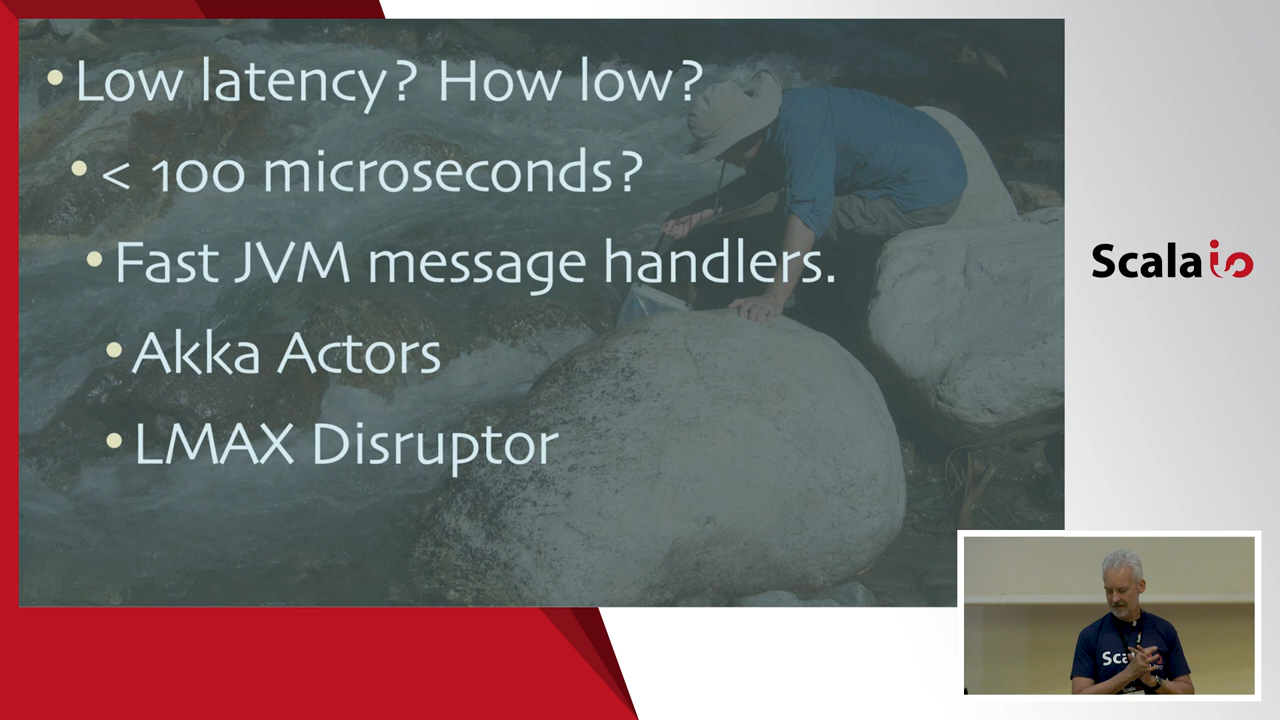 • Low latency? How low?
• < 100 microseconds?
• Fast JVM message handlers.
• Akka Actors
• LMAX Disruptor
Scala io